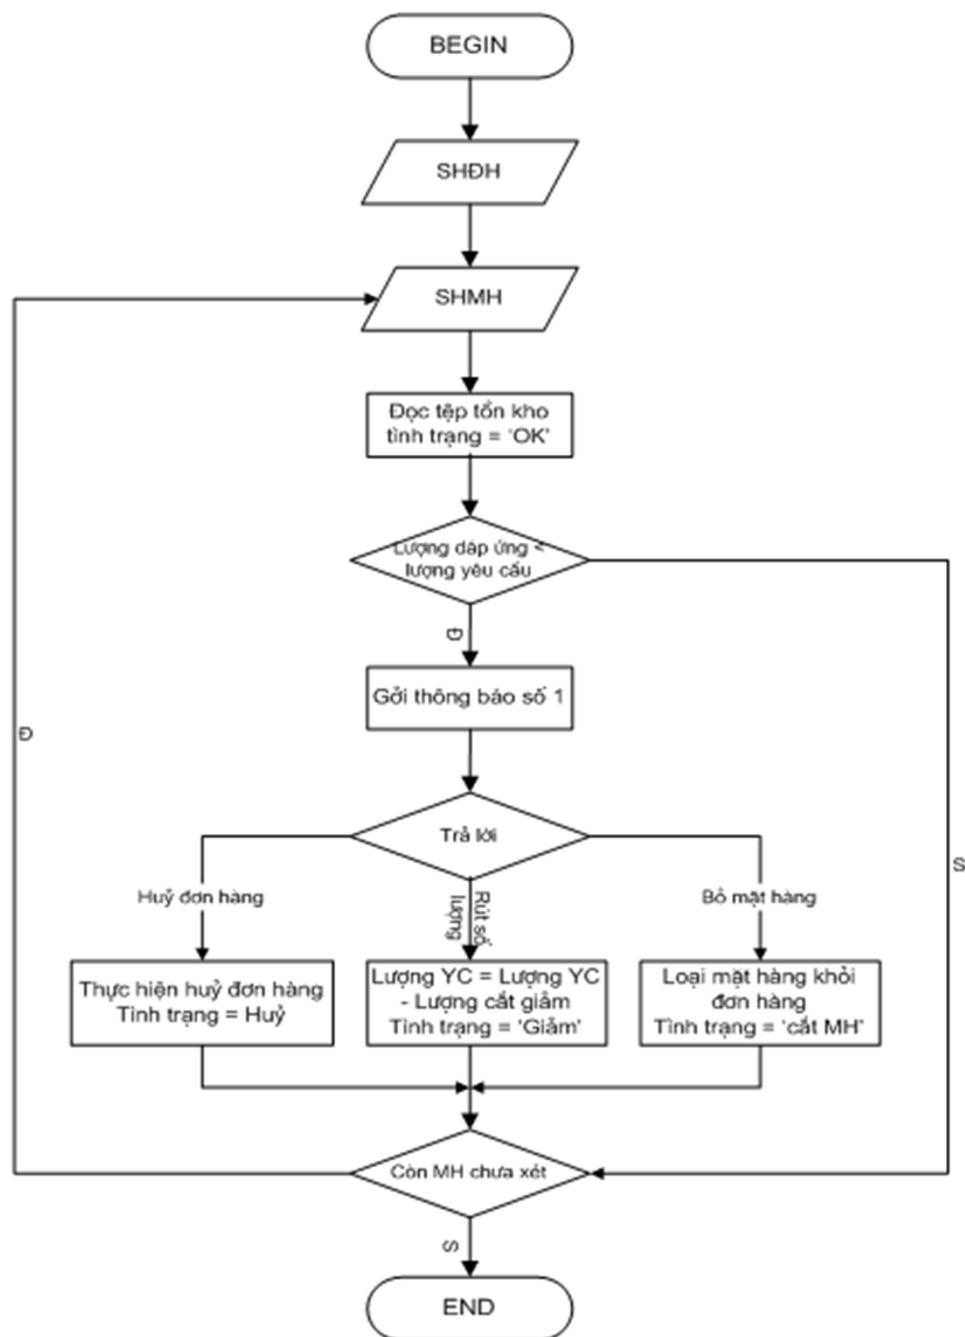 BEGIN
SHĐH
SHMH
Đọc tệp tồn kho
tình trạng = 'OK'
Lượng dáp ứng <
lượng yêu cầu
Đ
S
Gởi thông báo số 1
Đ
Trả lời
Huỷ đơn hàng
Rút số
lượng
Bỏ mặt hàng
Thực hiện huỷ đơn hàng
Tình trạng = Huỷ
Lượng YC = Lượng YC
- Lượng cắt giảm
Tình trạng = 'Giảm'
Loại mặt hàng khỏi
đơn hàng
Tình trạng = 'cắt MH'
Còn MH chưa xét
S
END